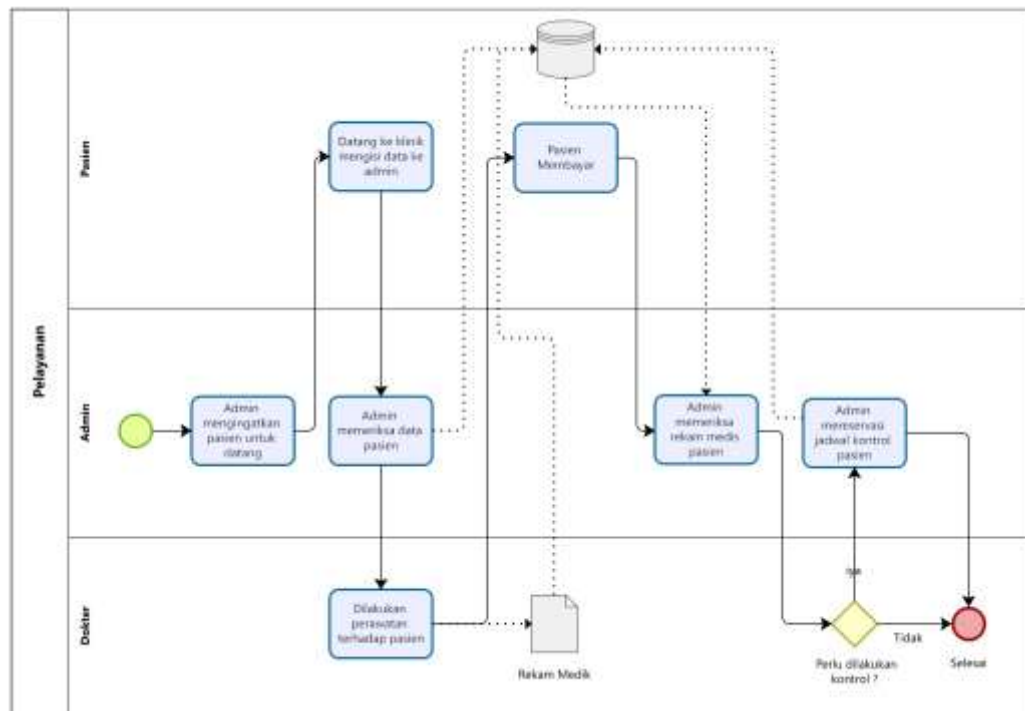 Pelayanan
Pasien
Datang ke klinik
mengisi data ke
admin
Pasien
Membayar
Admin
Admin
mengingatkan
pasien untuk
datang
Admin
memeriksa data
pasien
Admin
memeriksa
rekam medis
pasien
Admin
mereservasi
jadwal kontrol
pasien
Dokter
Dilakukan
perawatan
terhadap pasien
Rekam Medik
Iya
Tidak
Perlu dilakukan
kontrol ?
Selesai